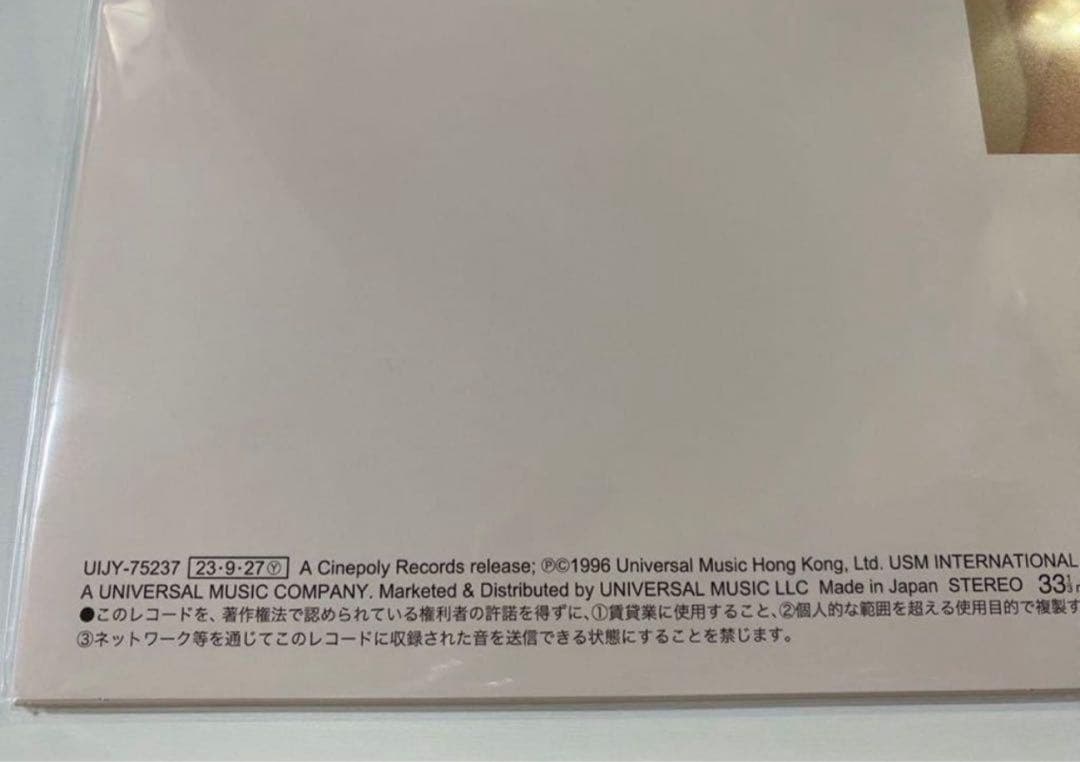 UIJY-75237 23·9·27Ⓨ A Cinepoly Records release; ℗©1996 Universal Music Hong Kong, Ltd. USM INTERNATIONAL
A UNIVERSAL MUSIC COMPANY. Marketed & Distributed by UNIVERSAL MUSIC LLC Made in Japan STEREO 33⅓
●このレコードを、著作権法で認められている権利者の許諾を得ずに、①賃貸業に使用すること、②個人的な範囲を超える使用目的で複製す
③ネットワーク等を通じてこのレコードに収録された音を送信できる状態にすることを禁じます。